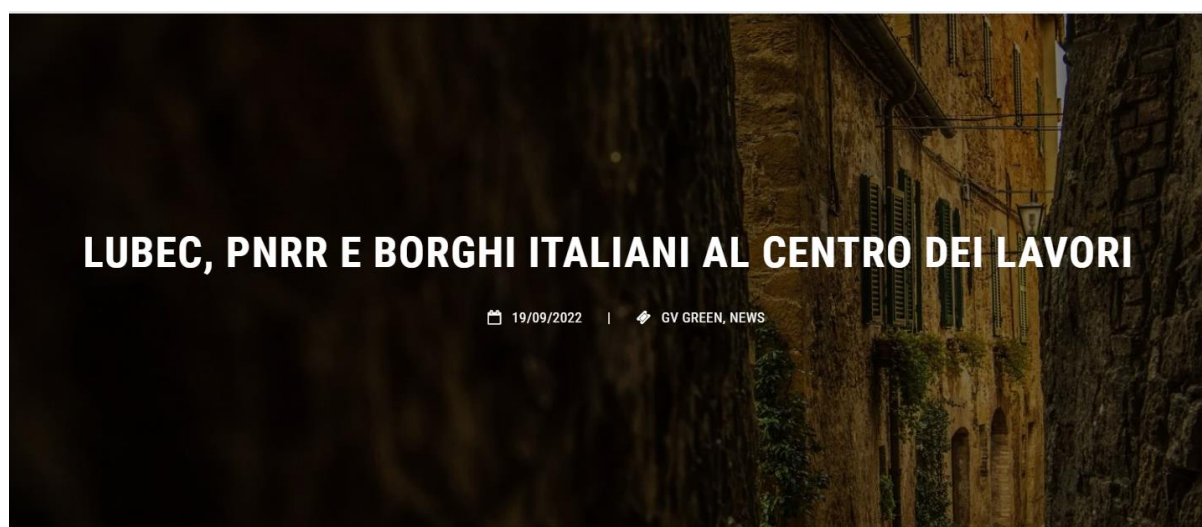 LUBEC, PNRR E BORGHI ITALIANI AL CENTRO DEI LAVORI
19/09/2022 | GV GREEN, NEWS